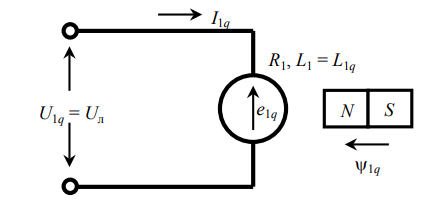 I1q
R1, L1 = L1q
U1q = Uл
e1q
N S
ψ1q